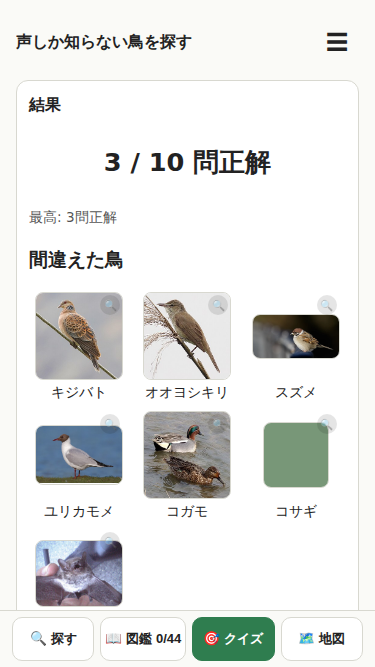 声しか知らない鳥を探す
結果
3 / 10 問正解
最高: 3問正解
間違えた鳥
キジバト
オオヨシキリ
スズメ
ユリカモメ
コガモ
コサギ
探す
図鑑 0/44
クイズ
地図